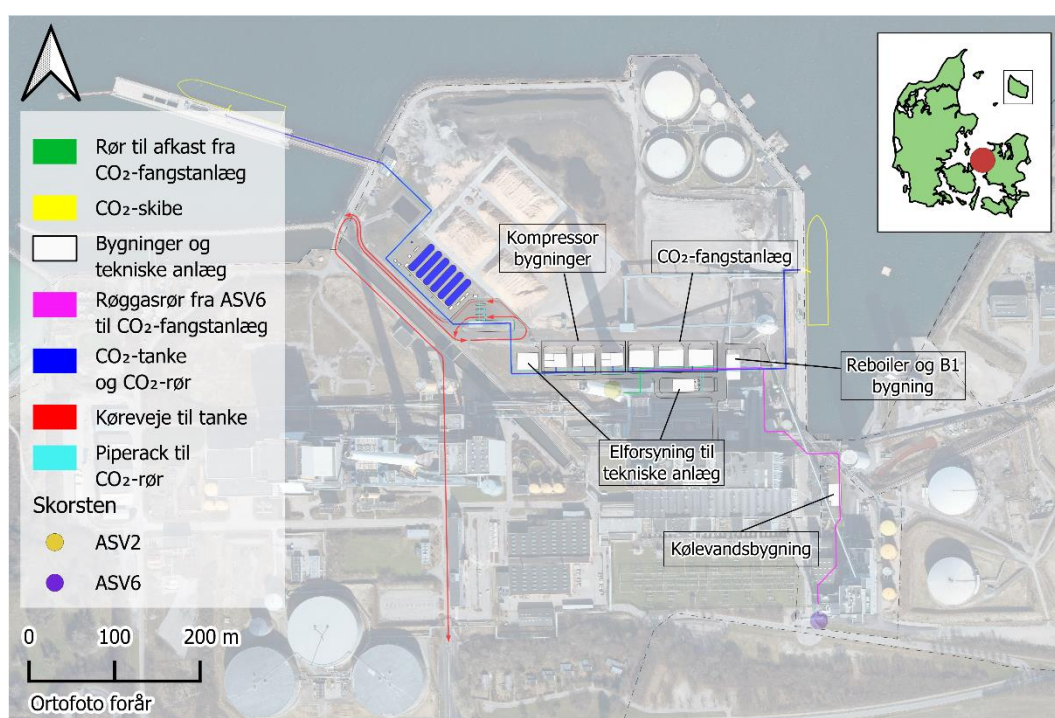 Rør til afkast fra
CO₂-fangstanlæg
CO₂-skibe
Bygninger og
tekniske anlæg
Røggasrør fra ASV6
til CO₂-fangstanlæg
CO₂-tanke
og CO₂-rør
Køreveje til tanke
Piperack til
CO₂-rør
Skorsten
ASV2
ASV6
0 100 200 m
Ortofoto forår
Kompressor
bygninger
CO₂-fangstanlæg
Reboiler og B1
bygning
Elforsyning til
tekniske anlæg
Kølevandsbygning